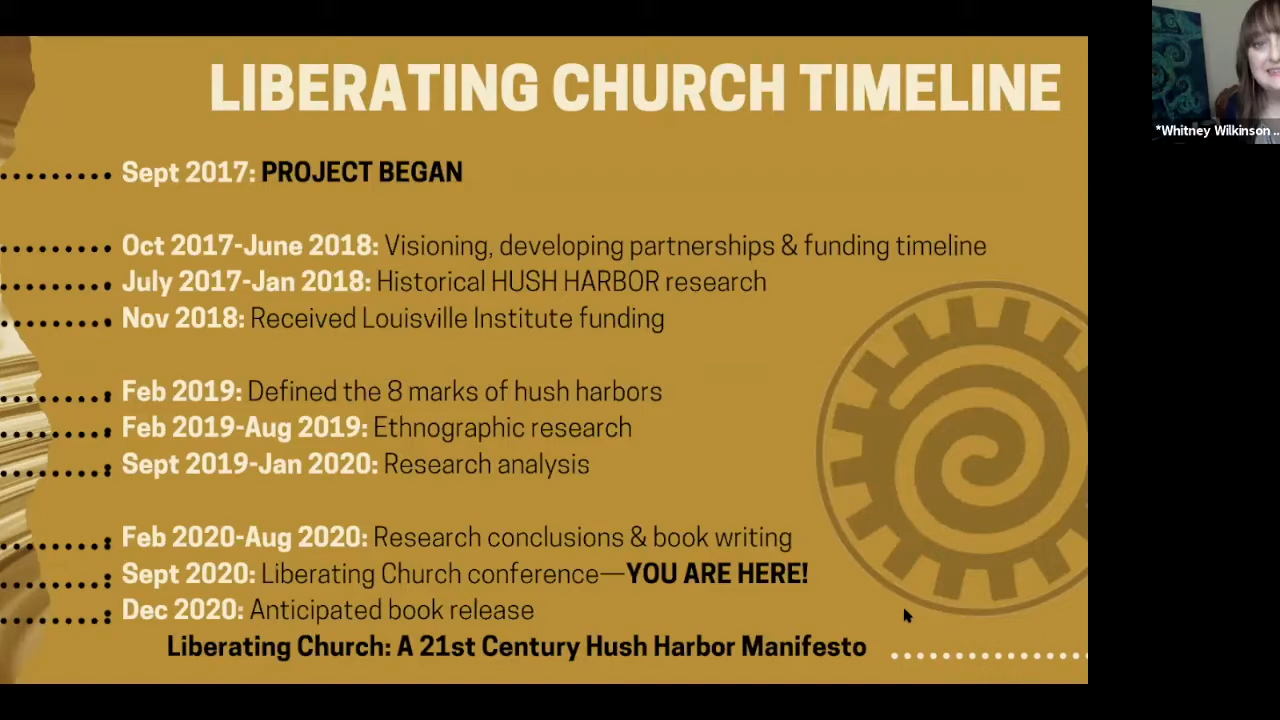 LIBERATING CHURCH TIMELINE
*Whitney Wilkinson ...
Sept 2017: PROJECT BEGAN
Oct 2017-June 2018: Visioning, developing partnerships & funding timeline
July 2017-Jan 2018: Historical HUSH HARBOR research
Nov 2018: Received Louisville Institute funding
Feb 2019: Defined the 8 marks of hush harbors
Feb 2019-Aug 2019: Ethnographic research
Sept 2019-Jan 2020: Research analysis
Feb 2020-Aug 2020: Research conclusions & book writing
Sept 2020: Liberating Church conference—YOU ARE HERE!
Dec 2020: Anticipated book release
Liberating Church: A 21st Century Hush Harbor Manifesto